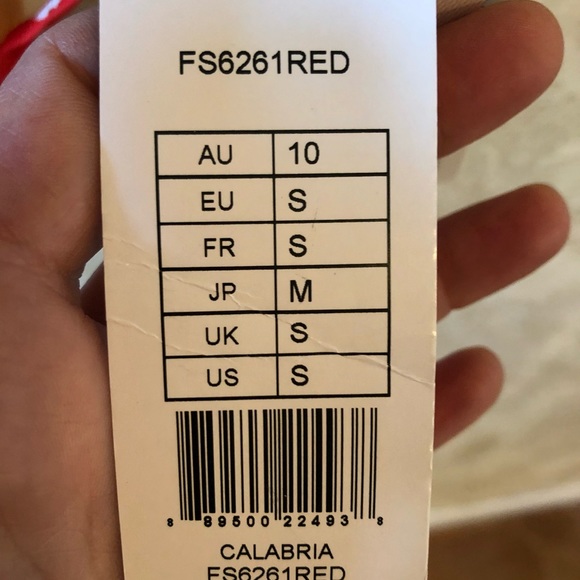 FS6261RED
AU 10
EU S
FR S
JP M
UK S
US S
8 89500 22493 8
CALABRIA
FS6261RED